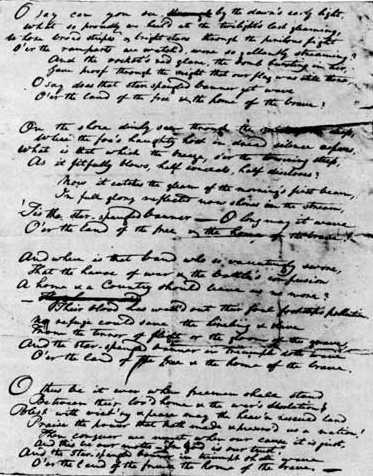 O say can you see by the dawn's early light,
What so proudly we hail'd at the twilight's last gleaming,
Whose broad stripes & bright stars through the perilous fight
O'er the ramparts we watch'd, were so gallantly streaming?
And the rocket's red glare, the bomb bursting in air,
Gave proof through the night that our flag was still there,
O say does that star-spangled banner yet wave
O'er the land of the free & the home of the brave?
On the shore dimly seen through the mists of the deep,
Where the foe's haughty host in dread silence reposes,
What is that which the breeze, o'er the towering steep,
As it fitfully blows, half conceals, half discloses?
Now it catches the gleam of the morning's first beam,
In full glory reflected now shines in the stream,
'Tis the star-spangled banner — O long may it wave
O'er the land of the free & the home of the brave!
And where is that band who so vauntingly swore,
That the havoc of war & the battle's confusion
A home & a Country should leave us no more?
—
Their blood has wash'd out their foul footstep's pollution
No refuge could save the hireling & slave
From the terror of flight or the gloom of the grave,
And the star-spangled banner in triumph doth wave
O'er the land of the free & the home of the brave.
O thus be it ever when freemen shall stand
Between their lov'd home & the war's desolation!
Blest with vict'ry & peace may the heav'n rescued land
Praise the power that hath made & preserv'd us a nation!
Then conquer we must, when our cause it is just,
And this be our motto — "In God is our trust,"
And the star-spangled banner in triumph shall wave
O'er the land of the free & the home of the brave. —